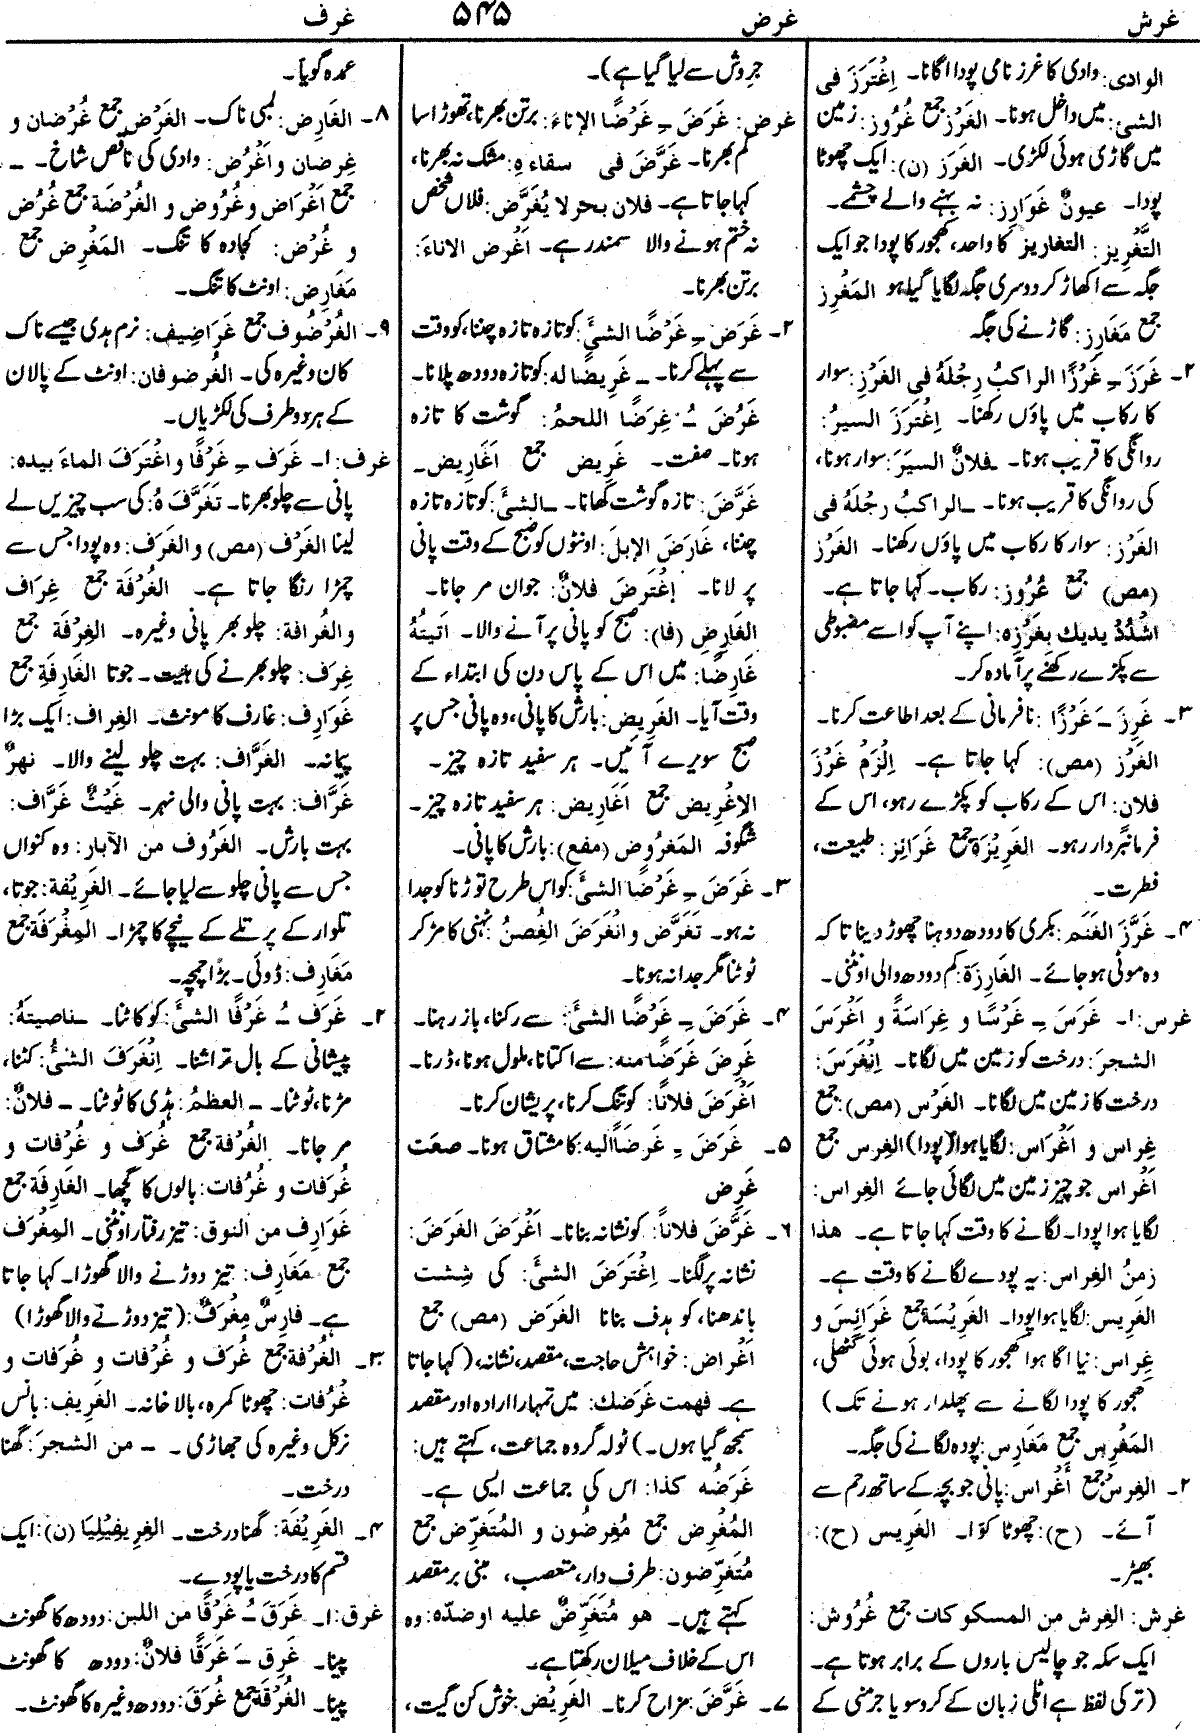 غرش
غرض
۵۴۵
غرف
الوادی: وادی کا غرز نامی پودا اگانا۔ اِغْتَرَزَ فی
الشئ: میں داخل ہونا۔ الغَرْز جمع غُرُوز: زمین
میں گاڑی ہوئی لکڑی۔ الغَرَز (ن): ایک چھوٹا
پودا۔ عیونٌ غَوَارِز: نہ بہنے والے چشمے۔
التَّغْرِیز: التغاریز کا واحد، کھجور کا پودا جو ایک
جگہ سے اکھاڑ کر دوسری جگہ لگایا گیا ہو المَغْرِز
جمع مَغَارِز: گاڑنے کی جگہ
۲۔ غَرَزَ ـِ غَرْزًا الراکبُ رِجْلَهُ فی الغَرْزِ: سوار
کا رکاب میں پاؤں رکھنا۔ اِغْتَرَزَ السیرُ:
روانگی کا قریب ہونا۔ ـ فلانٌ السیرَ: سوار ہونا،
کی روانگی کا قریب ہونا۔ ـ الراکبُ رِجْلَهُ فی
الغَرْز: سوار کا رکاب میں پاؤں رکھنا۔ الغَرْز
(مص) جمع غُرُوز: رکاب۔ کہا جاتا ہے۔
اشْدُدْ یدیك بِغَرْزِه: اپنے آپ کو اسے مضبوطی
سے پکڑے رکھنے پر آمادہ کر۔
۳۔ غَرِزَ ـَ غَرَزًا: نافرمانی کے بعد اطاعت کرنا۔
الغَرْز (مص): کہا جاتا ہے۔ اِلْزَمْ غَرْزَ
فلان: اس کے رکاب کو پکڑے رہو، اس کے
فرمانبردار رہو۔ الغَرِیْزَة جمع غَرَائِز: طبیعت،
فطرت۔
۴۔ غَرَّزَ الغَنَم: بکری کا دودھ دوہنا چھوڑ دینا تا کہ
وہ موٹی ہو جائے۔ الغَارِزَة: کم دودھ والی اونٹنی۔
غرس: ۱۔ غَرَسَ ـِ غَرْسًا و غِرَاسَةً و اَغْرَسَ
الشجرَ: درخت کو زمین میں لگانا۔ اِنْغَرَسَ:
درخت کا زمین میں لگانا۔ الغَرْس (مص): جمع
غِراس و اَغْرَاس: لگایا ہوا (پودا) الغِرس جمع
اَغْراس جو چیز زمین میں لگائی جائے الغِراس:
لگایا ہوا پودا۔ لگانے کا وقت کہا جاتا ہے۔ هذا
زمنُ الغِراس: یہ پودے لگانے کا وقت ہے۔
الغَرِیس: لگایا ہوا پودا۔ الغَرِیْسَة جمع غَرَائِس و
غِراس: نیا اگا ہوا کھجور کا پودا، بوئی ہوئی گٹھلی،
کھجور کا پودا لگانے سے پھلدار ہونے تک)
المَغْرِس جمع مَغَارِس: پودہ لگانے کی جگہ۔
۲۔ الغِرْسُ جمع اَغْرَاس: پانی جو بچہ کے ساتھ رحم سے
آئے۔ (ح): چھوٹا کوّا۔ الغَرِیس (ح):
بھیڑ۔
غرش: الغِرش من المسکوکات جمع غُرُوش:
ایک سکہ جو چالیس باروں کے برابر ہوتا ہے۔
(ترکی لفظ ہے اٹلی زبان کے کروسو یا جرمنی کے
جروش سے لیا گیا ہے)۔
غرض: غَرَضَ ـِ غَرْضًا الإناءَ: برتن بھرنا، تھوڑا سا
کم بھرنا۔ غَرَّضَ فی سقاءِهٖ: مشک نہ بھرنا،
کہا جاتا ہے۔ فلان بحر لا یُغَرَّض: فلاں شخص
نہ ختم ہونے والا سمندر ہے۔ اَغْرض الاناءَ:
برتن بھرنا۔
۲۔ غَرَضَ ـِ غَرْضًا الشئَ: کو تازہ تازہ چننا، کو وقت
سے پہلے کرنا۔ ـ غَرِیضًا له: کو تازہ دودھ پلانا۔
غَرُضَ ـُ غِرَضًا اللحمُ: گوشت کا تازہ
ہونا۔ صفت۔ غَرِیض جمع اَغَارِیض۔
غَرَّضَ: تازہ گوشت کھانا۔ ـ الشئَ: کو تازہ تازہ
چننا، غَارَضَ الإبلَ: اونٹوں کو صبح کے وقت پانی
پر لانا۔ اِغْتَرِضَ فلانٌ: جوان مر جانا۔
الغَارِض (فا): صبح کو پانی پر آنے والا۔ اَتیتُهُ
غَارِضًا: میں اس کے پاس دن کی ابتداء کے
وقت آیا۔ الغَرِیض: بارش کا پانی، وہ پانی جس پر
صبح سویرے آئیں۔ ہر سفید تازہ چیز۔
الإغْرِیض جمع اَغَارِیض: ہر سفید تازہ چیز۔
شگوفہ المَغْرُوض (مفع): بارش کا پانی۔
۳۔ غَرَضَ ـِ غَرْضًا الشئَ: کو اس طرح توڑنا کو جدا
نہ ہو۔ تَغَرَّضَ وانْغَرَضَ الغُصنُ: ٹہنی کا مڑ کر
ٹوٹنا مگر جدا نہ ہونا۔
۴۔ غَرَضَ ـِ غَرْضًا الشئَ: سے رکنا، باز رہنا۔
غَرِضَ غَرَضًا منه: سے اکتانا، ملول ہونا، ڈرنا۔
اَغْرَضَ فلانًا: کو تنگ کرنا، پریشان کرنا۔
۵۔ غَرَضَ ـِ غَرَضًا الیه: کا مشتاق ہونا۔ صفت
غَرِض
۶۔ غَرَّضَ فلاناً: کو نشانہ بنانا۔ اَغْرَضَ الغَرَضَ:
نشانہ پر لگنا۔ اِغْتَرَضَ الشئَ: کی شِشت
باندھنا، کو ہدف بنانا الغَرَض (مص) جمع
اَغْراض: خواہش حاجت، مقصد، نشانہ، (کہا جاتا
ہے۔ فهمت غَرَضَك: میں تمہارا ارادہ اور مقصد
سمجھ گیا ہوں۔) ٹولہ گروہ جماعت، کہتے ہیں:
غَرَضُه کذا: اس کی جماعت ایسی ہے۔
المُغْرِض جمع مُغْرِضُون و المُتَغَرِّض جمع
مُتَغَرِّضون: طرف دار، متعصب، مبنی بر مقصد
کہتے ہیں۔ هو مُتَغَرِّضٌ علیه او ضدّه: وہ
اس کے خلاف میلان رکھتا ہے۔
۷۔ غَرَّضَ: مزاح کرنا۔ الغَرِیْض: خوش کن گیت،
عمدہ گویا۔
۸۔ الغَارِض: لمبی ناک۔ الغَرْض جمع غُرْضان و
غِرضان و اَغْرُض: وادی کی ناقص شاخ۔ ـ
جمع اَغْرَاض و غُرُوض و الغُرْضَة جمع غُرُض
و غُرْض: کجاوہ کا تنگ۔ المَغْرِض جمع
مَغَارِض: اونٹ کا تنگ۔
۹۔ الغُرْضُوف جمع غَرَاضِیف: نرم ہڈی جیسے ناک
کان وغیرہ کی۔ الغُرضوفان: اونٹ کے پالان
کے ہر دو طرف کی لکڑیاں۔
غرف: ۱۔ غَرَف ـِ غَرْفًا و اغْتَرَفَ الماءَ بیده:
پانی سے چلو بھرنا۔ تَغَرَّفَ هُ: کی سب چیزیں لے
لینا الغَرْف (مص) و الغَرَف: وہ پودا جس سے
چمڑا رنگا جاتا ہے۔ الغُرْفَة جمع غِرَاف
والغُرافة: چلو بھر پانی وغیرہ۔ الغِرْفَة جمع
غِرَف: چلو بھرنے کی ہیئت۔ جوتا الغَارِفَة جمع
غَوَارِف: غارف کا مونث۔ الغِراف: ایک بڑا
پیمانہ۔ الغَرَّاف: بہت چلو لینے والا۔ نهرٌ
غَرَّاف: بہت پانی والی نہر۔ غَیْثٌ غَرَّاف:
بہت بارش۔ الغَرُوف من الآبار: وہ کنواں
جس سے پانی چلو سے لیا جائے۔ الغَرِیْفة: جوتا،
تلوار کے پرتلے کے نیچے کا چمڑا۔ المِغْرَفَة جمع
مَغَارِف: ڈوئی۔ بڑا چمچہ۔
۲۔ غَرَف ـُ غَرْفًا الشئَ: کو کاٹنا۔ ـ ناصیتَهُ:
پیشانی کے بال تراشنا۔ اِنْغَرَفَ الشئُ: کٹنا،
مڑنا، ٹوٹنا۔ ـ العظمُ: ہڈی کا ٹوٹنا۔ ـ فلانٌ:
مر جانا۔ الغُرْفة جمع غُرَف و غُرْفات و
غُرَفات و غُرُفات: بالوں کا گچھا۔ الغَارِفَة جمع
غَوَارِف من النوق: تیز رفتار اونٹنی۔ المِغْرَف
جمع مَغَارِف: تیز دوڑنے والا گھوڑا۔ کہا جاتا
ہے۔ فارسٌ مِغْرَفٌ: (تیز دوڑنے والا گھوڑا)
۳۔ الغُرْفة جمع غُرَف و غُرْفات و غُرَفات و
غُرُفات: چھوٹا کمرہ، بالا خانہ۔ الغَرِیف: بانس
نرکل وغیرہ کی جھاڑی۔ ـ من الشجر: گھنا
درخت۔
۴۔ الغَرِیْفَة: گھنا درخت۔ الغِرِیفِیْلِیَا (ن): ایک
قسم کا درخت یا پودے۔
غرق: ۱۔ غَرَقَ ـُ غَرْقًا من اللبن: دودھ کا گھونٹ
پینا۔ غَرِق ـَ غَرَقًا فلانٌ: دودھ کا گھونٹ
پینا۔ الغُرْقَة جمع غُرَق: دودھ وغیرہ کا گھونٹ۔